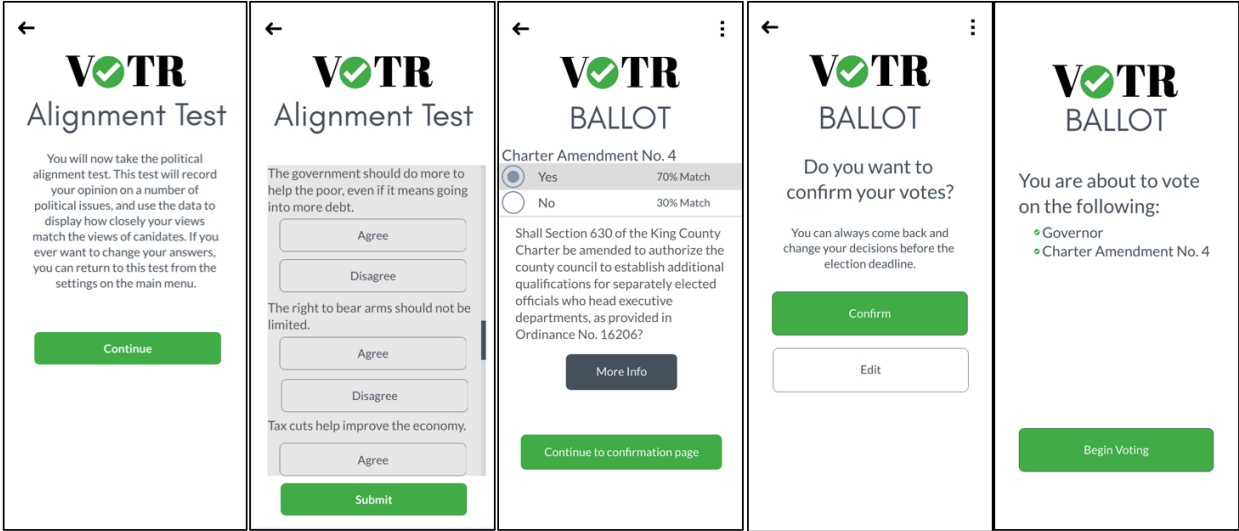 VOTR
Alignment Test
You will now take the political
alignment test. This test will record
your opinion on a number of
political issues, and use the data to
display how closely your views
match the views of canidates. If you
ever want to change your answers,
you can return to this test from the
settings on the main menu.
Continue
VOTR
Alignment Test
The government should do more to
help the poor, even if it means going
into more debt.
Agree
Disagree
The right to bear arms should not be
limited.
Agree
Disagree
Tax cuts help improve the economy.
Agree
Submit
VOTR
BALLOT
Charter Amendment No. 4
Yes 70% Match
No 30% Match
Shall Section 630 of the King County
Charter be amended to authorize the
county council to establish additional
qualifications for separately elected
officials who head executive
departments, as provided in
Ordinance No. 16206?
More Info
Continue to confirmation page
VOTR
BALLOT
Do you want to
confirm your votes?
You can always come back and
change your decisions before the
election deadline.
Confirm
Edit
VOTR
BALLOT
You are about to vote
on the following:
Governor
Charter Amendment No. 4
Begin Voting